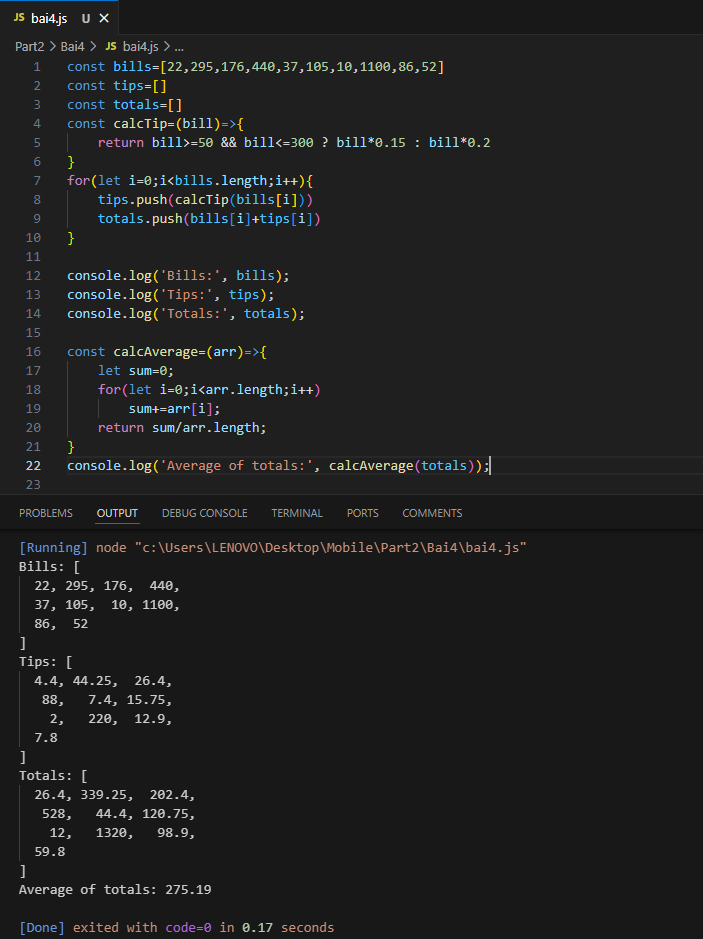 JS bai4.js U ×
Part2 > Bai4 > JS bai4.js > ...
1 const bills=[22,295,176,440,37,105,10,1100,86,52]
2 const tips=[]
3 const totals=[]
4 const calcTip=(bill)=>{
5     return bill>=50 && bill<=300 ? bill*0.15 : bill*0.2
6 }
7 for(let i=0;i<bills.length;i++){
8     tips.push(calcTip(bills[i]))
9     totals.push(bills[i]+tips[i])
10 }
11
12 console.log('Bills:', bills);
13 console.log('Tips:', tips);
14 console.log('Totals:', totals);
15
16 const calcAverage=(arr)=>{
17     let sum=0;
18     for(let i=0;i<arr.length;i++)
19         sum+=arr[i];
20     return sum/arr.length;
21 }
22 console.log('Average of totals:', calcAverage(totals));
23
PROBLEMS OUTPUT DEBUG CONSOLE TERMINAL PORTS COMMENTS
[Running] node "c:\Users\LENOVO\Desktop\Mobile\Part2\Bai4\bai4.js"
Bills: [
  22, 295, 176,  440,
  37, 105,  10, 1100,
  86,  52
]
Tips: [
  4.4, 44.25,  26.4,
   88,   7.4, 15.75,
    2,   220,  12.9,
  7.8
]
Totals: [
  26.4, 339.25,  202.4,
   528,   44.4, 120.75,
    12,   1320,   98.9,
  59.8
]
Average of totals: 275.19
[Done] exited with code=0 in 0.17 seconds